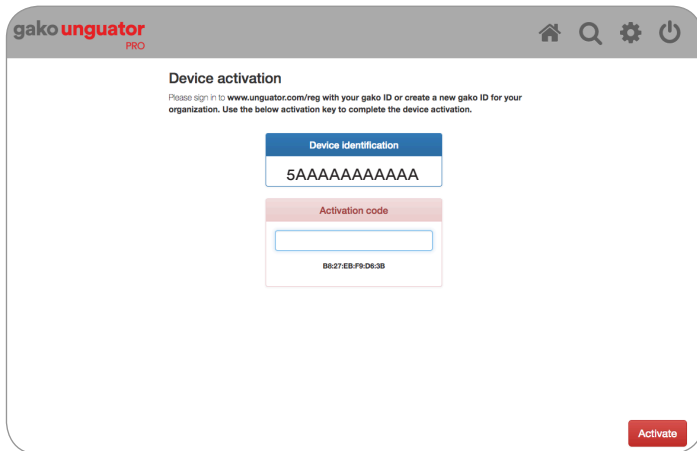 gako unguator
PRO
Device activation
Please sign in to www.unguator.com/reg with your gako ID or create a new gako ID for your
organization. Use the below activation key to complete the device activation.
Device identification
5AAAAAAAAAAA
Activation code
B8:27:EB:F9:D6:3B
Activate